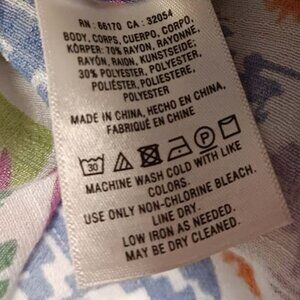 RN : 66170 CA : 32054
BODY, CORPS, CUERPO, CORPO,
KÖRPER: 70% RAYON, RAYONNE,
RAYÓN, RAION, KUNSTSEIDE;
30% POLYESTER, POLYESTER,
POLIÉSTER, POLIESTERE,
POLYESTER
MADE IN CHINA, HECHO EN CHINA,
FABRIQUÉ EN CHINE
30 P
MACHINE WASH COLD WITH LIKE
COLORS.
USE ONLY NON-CHLORINE BLEACH.
LINE DRY.
LOW IRON AS NEEDED.
MAY BE DRY CLEANED.